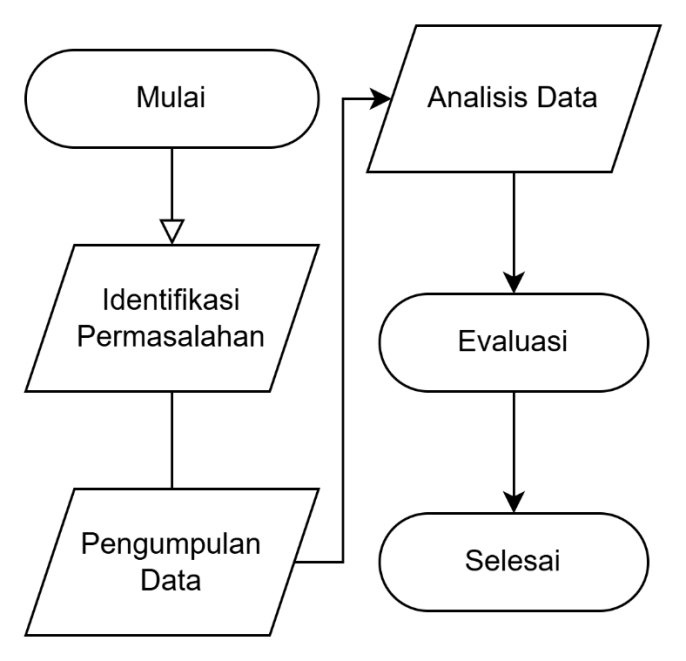 Mulai
Identifikasi
Permasalahan
Pengumpulan
Data
Analisis Data
Evaluasi
Selesai